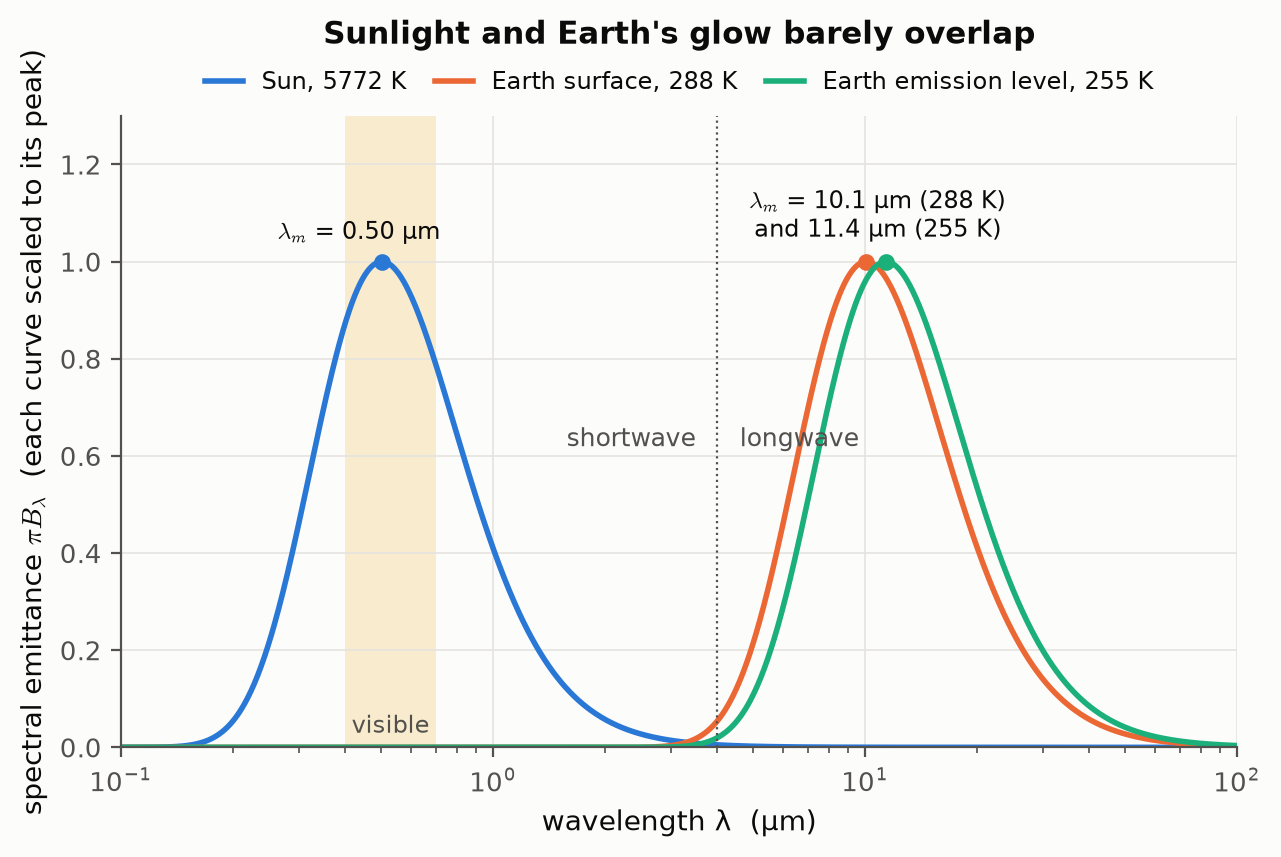 Sunlight and Earth's glow barely overlap
Sun, 5772 K
Earth surface, 288 K
Earth emission level, 255 K
spectral emittance πB_λ (each curve scaled to its peak)
1.2
1.0
0.8
0.6
0.4
0.2
0.0
λ_m = 0.50 μm
λ_m = 10.1 μm (288 K)
and 11.4 μm (255 K)
shortwave
longwave
visible
10⁻¹
10⁰
10¹
10²
wavelength λ (μm)